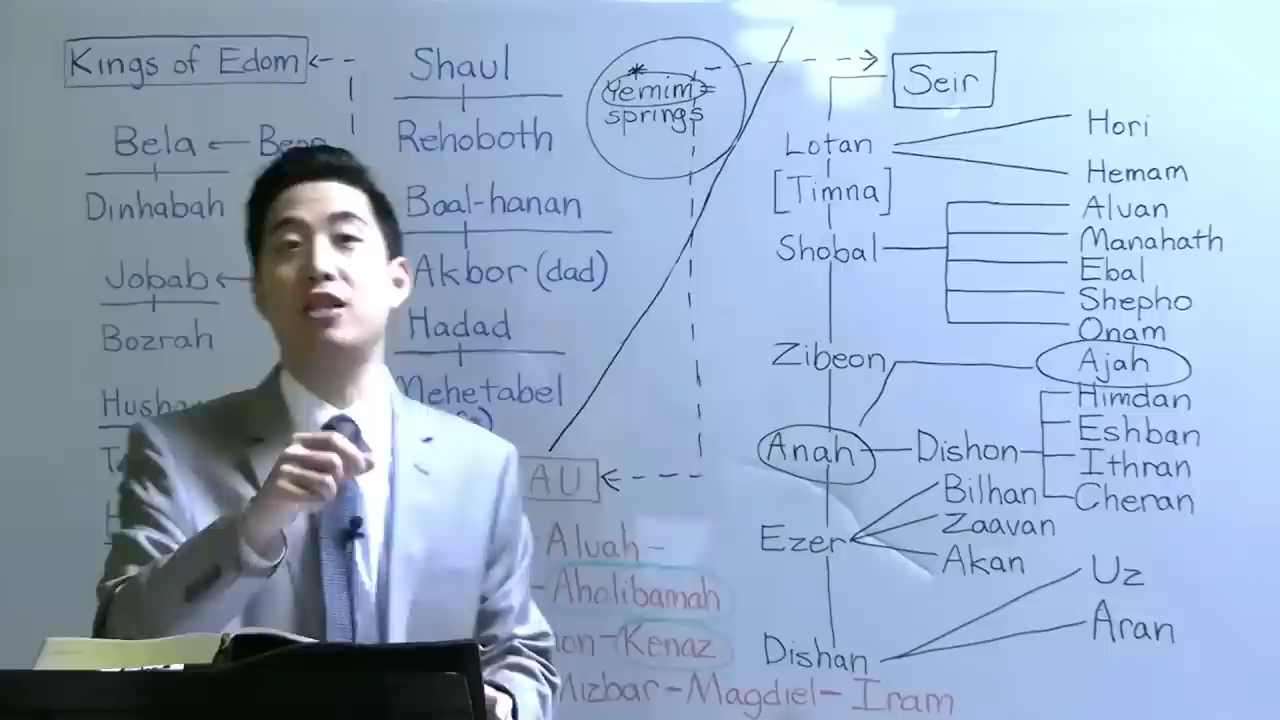 Kings of Edom
Bela
Dinhabah
Jobab
Bozrah
Shaul
Rehoboth
Baal-hanan
Akbor (dad)
Hadad
Mehetabel
*
Yemim =
springs
AU
Aluah -
- Aholibamah
Kenaz
Mizbar - Magdiel - Iram
Seir
Lotan
[Timna]
Shobal
Zibeon
Anah
Dishon
Ezer
Dishan
Hori
Hemam
Aluan
Manahath
Ebal
Shepho
Onam
Ajah
Himdan
Eshban
Ithran
Cheran
Bilhan
Zaavan
Akan
Uz
Aran